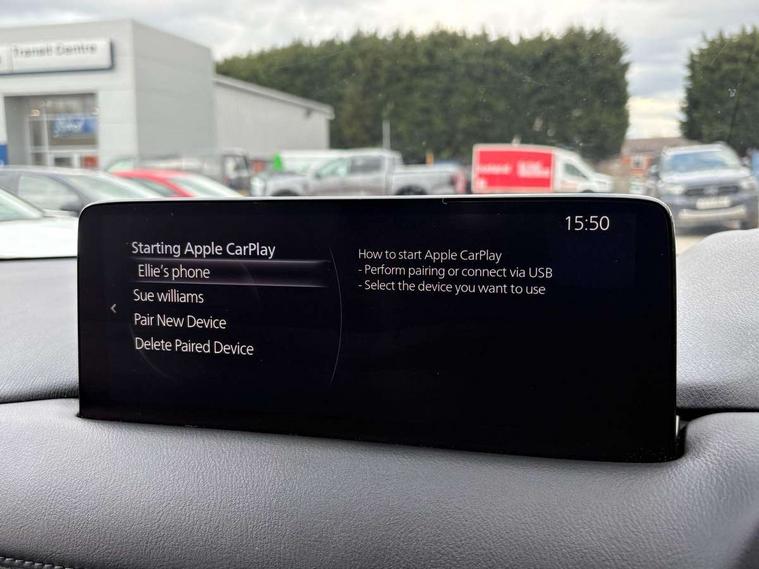 Transit Centre
Ford
15:50
Starting Apple CarPlay
Ellie's phone
Sue williams
Pair New Device
Delete Paired Device
How to start Apple CarPlay
- Perform pairing or connect via USB
- Select the device you want to use